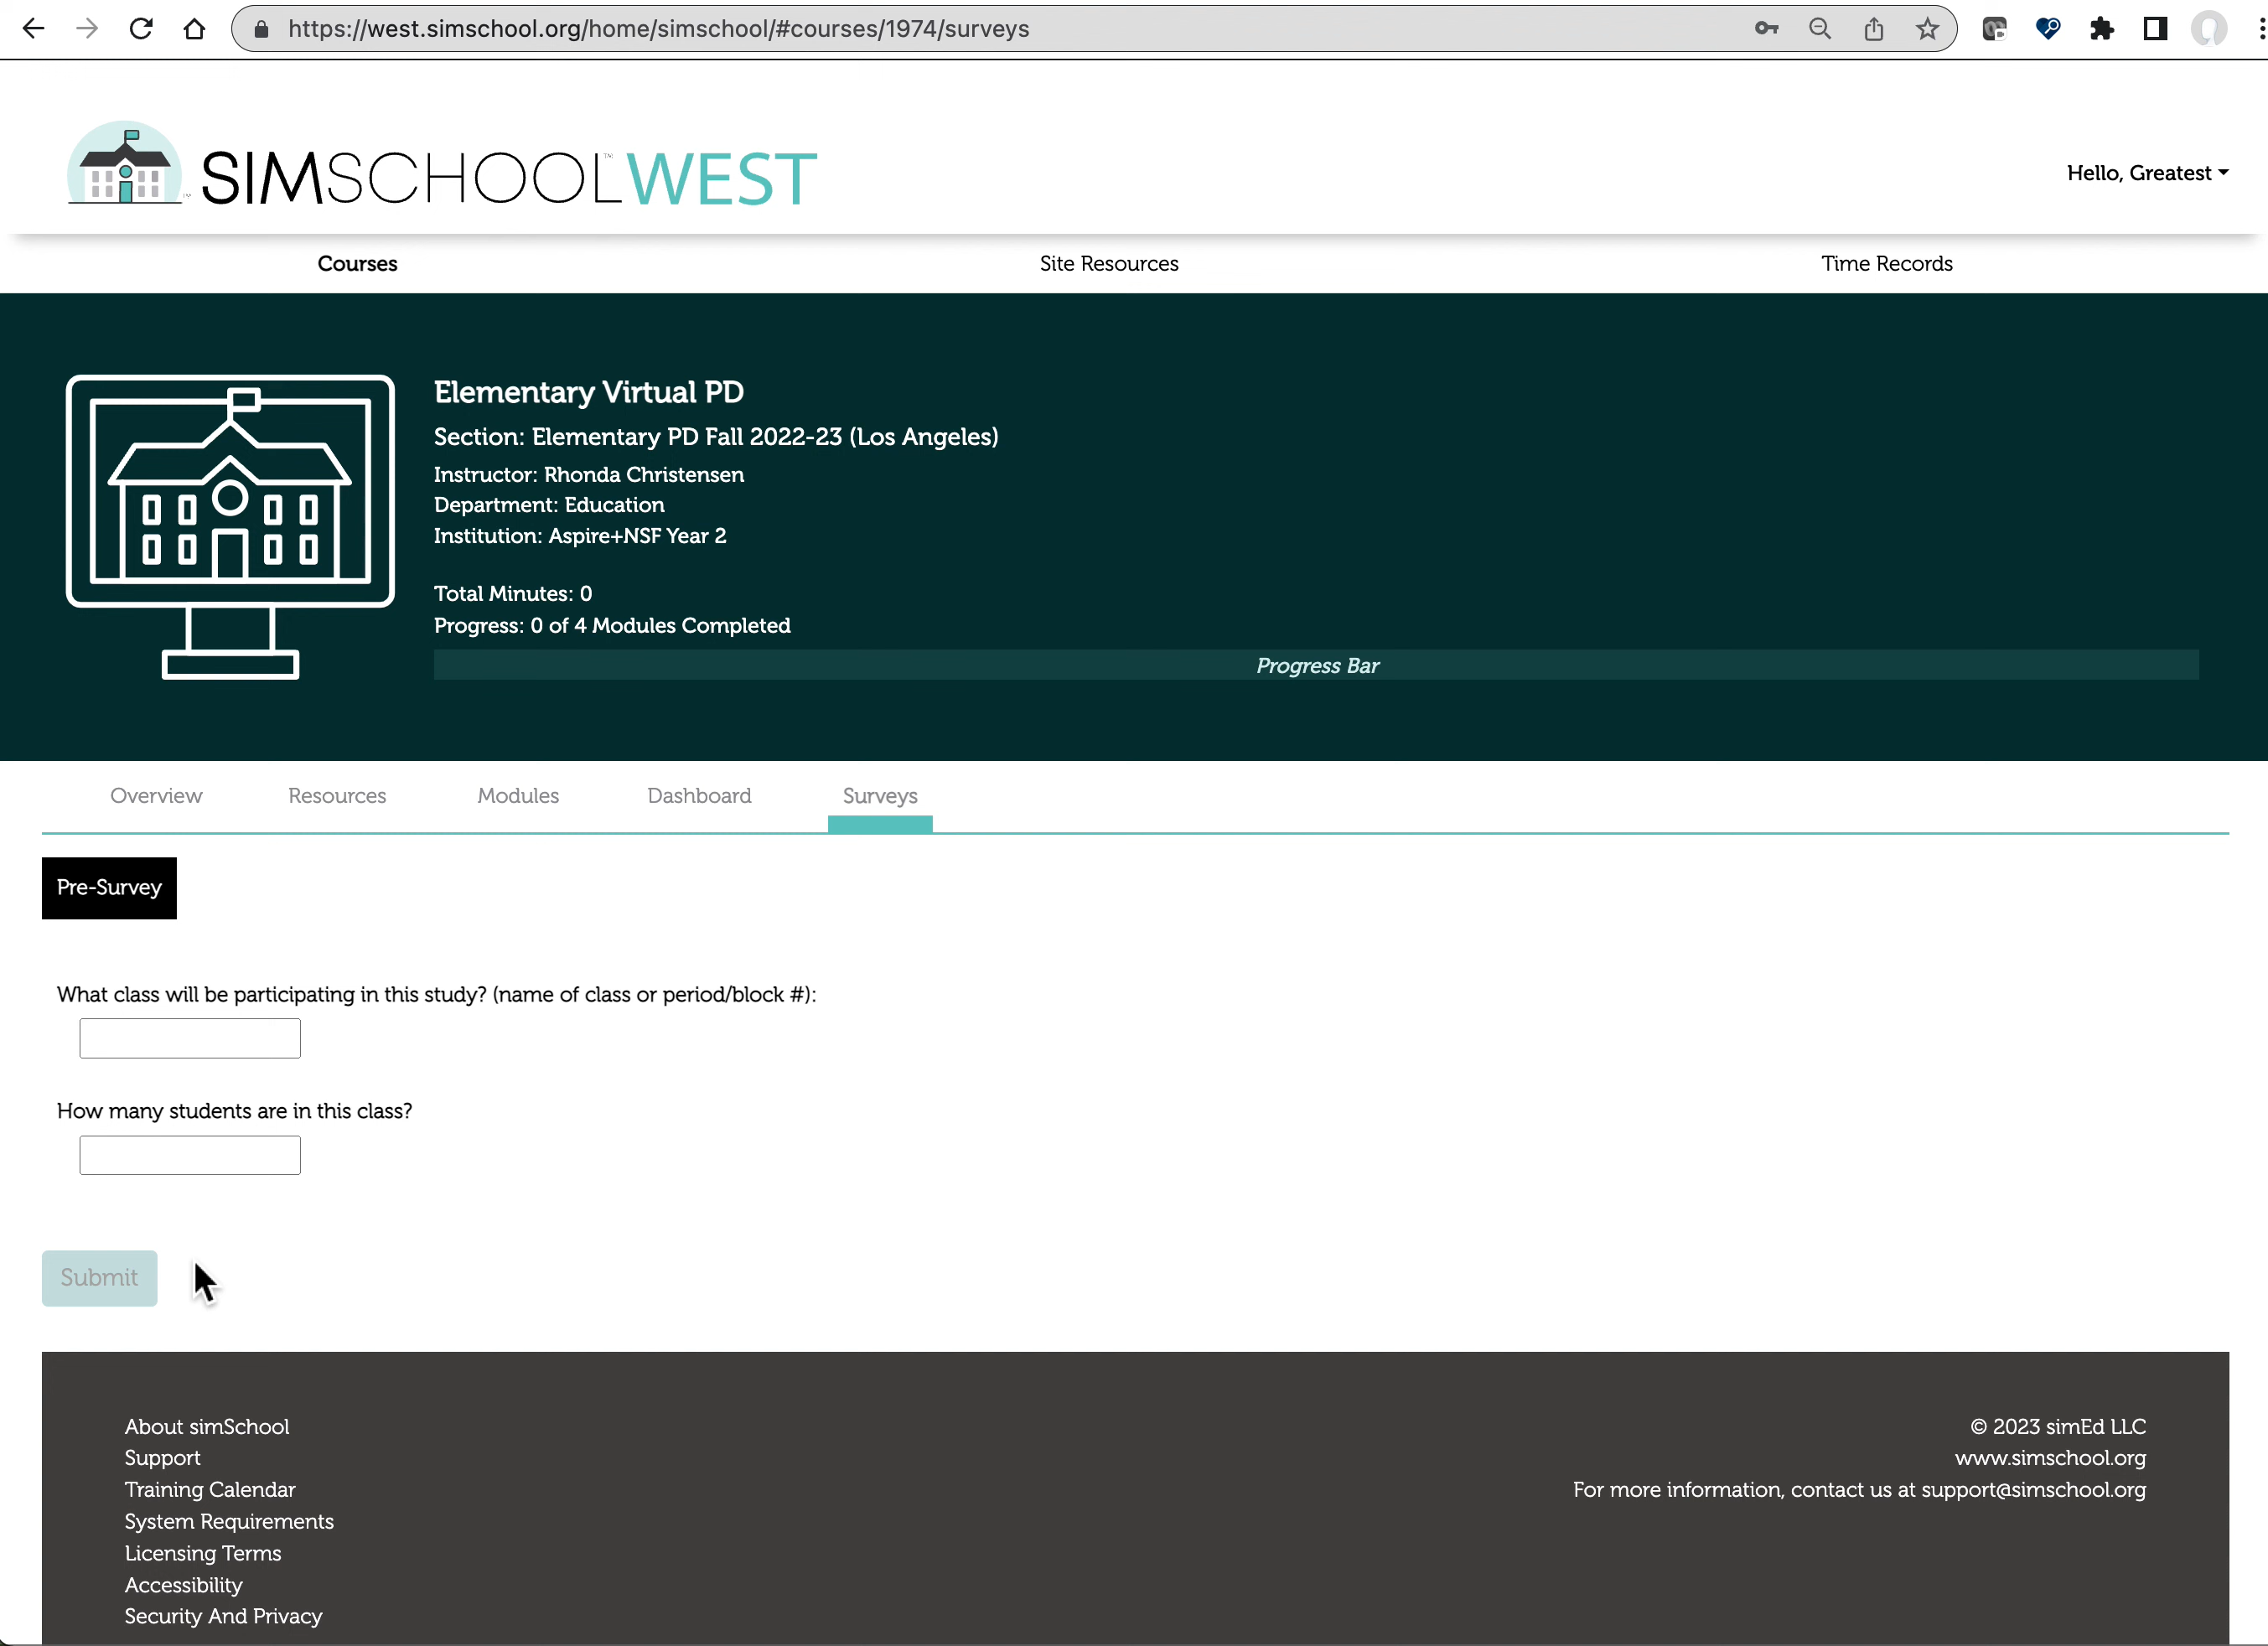 https://west.simschool.org/home/simschool/#courses/1974/surveys
SIMSCHOOL™WEST
Hello, Greatest
Courses
Site Resources
Time Records
Elementary Virtual PD
Section: Elementary PD Fall 2022-23 (Los Angeles)
Instructor: Rhonda Christensen
Department: Education
Institution: Aspire+NSF Year 2
Total Minutes: 0
Progress: 0 of 4 Modules Completed
Progress Bar
Overview
Resources
Modules
Dashboard
Surveys
Pre-Survey
What class will be participating in this study? (name of class or period/block #):
How many students are in this class?
Submit
About simSchool
Support
Training Calendar
System Requirements
Licensing Terms
Accessibility
Security And Privacy
© 2023 simEd LLC
www.simschool.org
For more information, contact us at support@simschool.org